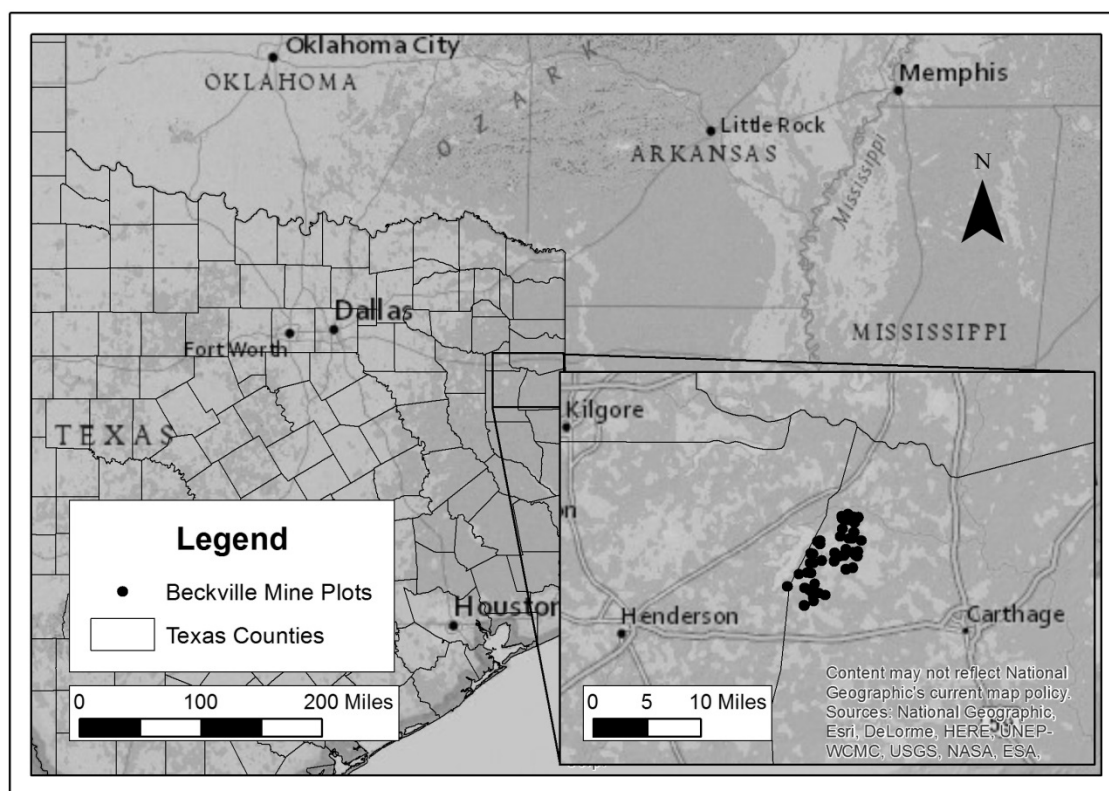 Oklahoma City
OKLAHOMA
OZARK
Memphis
Little Rock
ARKANSAS
Mississippi
N
Dallas
Fort Worth
MISSISSIPPI
TEXAS
Kilgore
Legend
Beckville Mine Plots
Texas Counties
Houston
Henderson
Carthage
0 100 200 Miles
0 5 10 Miles
Content may not reflect National
Geographic's current map policy.
Sources: National Geographic,
Esri, DeLorme, HERE, UNEP-
WCMC, USGS, NASA, ESA,